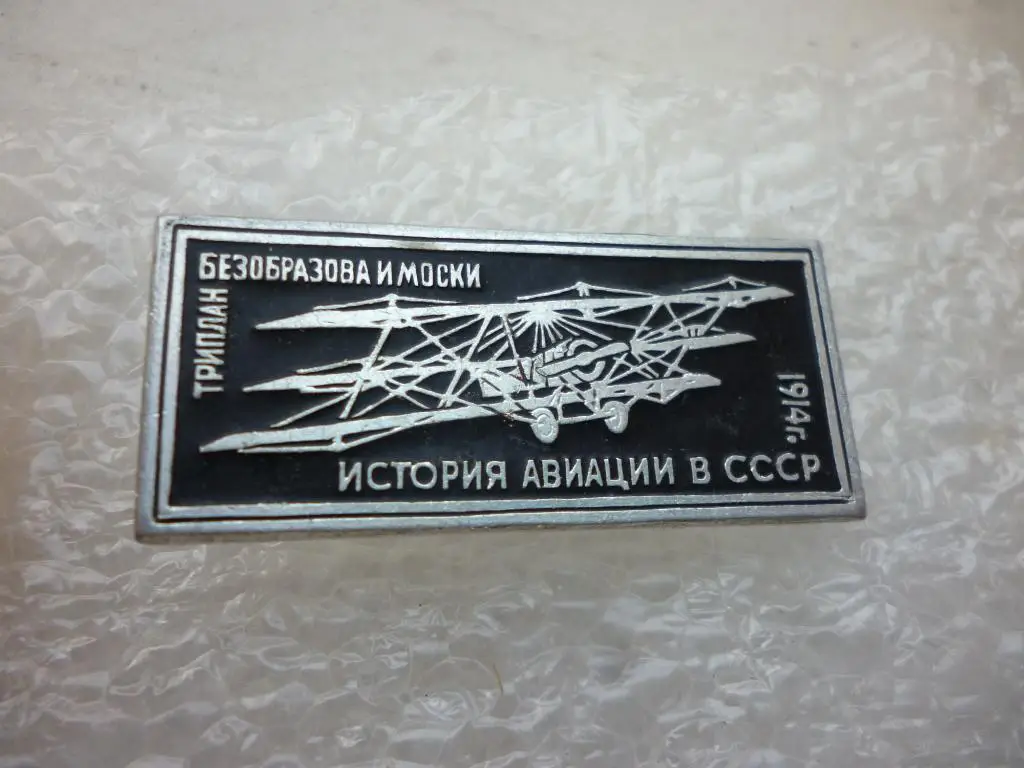 ТРИПЛАН
БЕЗОБРАЗОВА И МОСКИ
1914г.
ИСТОРИЯ АВИАЦИИ В СССР